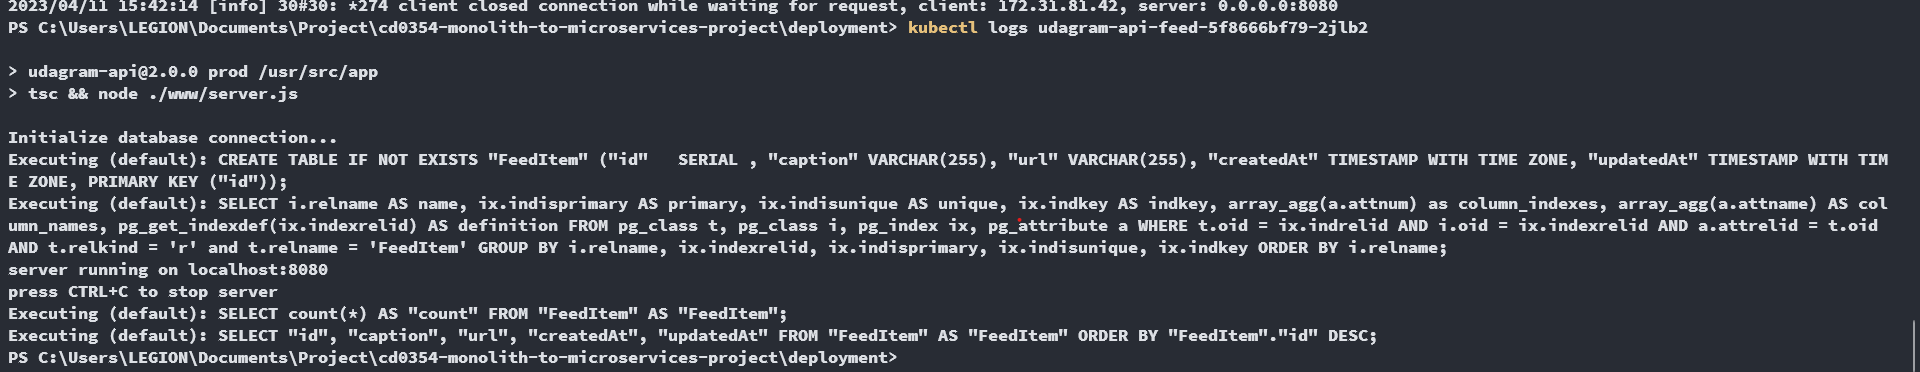 2023/04/11 15:42:14 [info] 30#30: *274 client closed connection while waiting for request, client: 172.31.81.42, server: 0.0.0.0:8080
PS C:\Users\LEGION\Documents\Project\cd0354-monolith-to-microservices-project\deployment> kubectl logs udagram-api-feed-5f8666bf79-2jlb2
> udagram-api@2.0.0 prod /usr/src/app
> tsc && node ./www/server.js
Initialize database connection...
Executing (default): CREATE TABLE IF NOT EXISTS "FeedItem" ("id"   SERIAL , "caption" VARCHAR(255), "url" VARCHAR(255), "createdAt" TIMESTAMP WITH TIME ZONE, "updatedAt" TIMESTAMP WITH TIM
E ZONE, PRIMARY KEY ("id"));
Executing (default): SELECT i.relname AS name, ix.indisprimary AS primary, ix.indisunique AS unique, ix.indkey AS indkey, array_agg(a.attnum) as column_indexes, array_agg(a.attname) AS col
umn_names, pg_get_indexdef(ix.indexrelid) AS definition FROM pg_class t, pg_class i, pg_index ix, pg_attribute a WHERE t.oid = ix.indrelid AND i.oid = ix.indexrelid AND a.attrelid = t.oid
AND t.relkind = 'r' and t.relname = 'FeedItem' GROUP BY i.relname, ix.indexrelid, ix.indisprimary, ix.indisunique, ix.indkey ORDER BY i.relname;
server running on localhost:8080
press CTRL+C to stop server
Executing (default): SELECT count(*) AS "count" FROM "FeedItem" AS "FeedItem";
Executing (default): SELECT "id", "caption", "url", "createdAt", "updatedAt" FROM "FeedItem" AS "FeedItem" ORDER BY "FeedItem"."id" DESC;
PS C:\Users\LEGION\Documents\Project\cd0354-monolith-to-microservices-project\deployment>